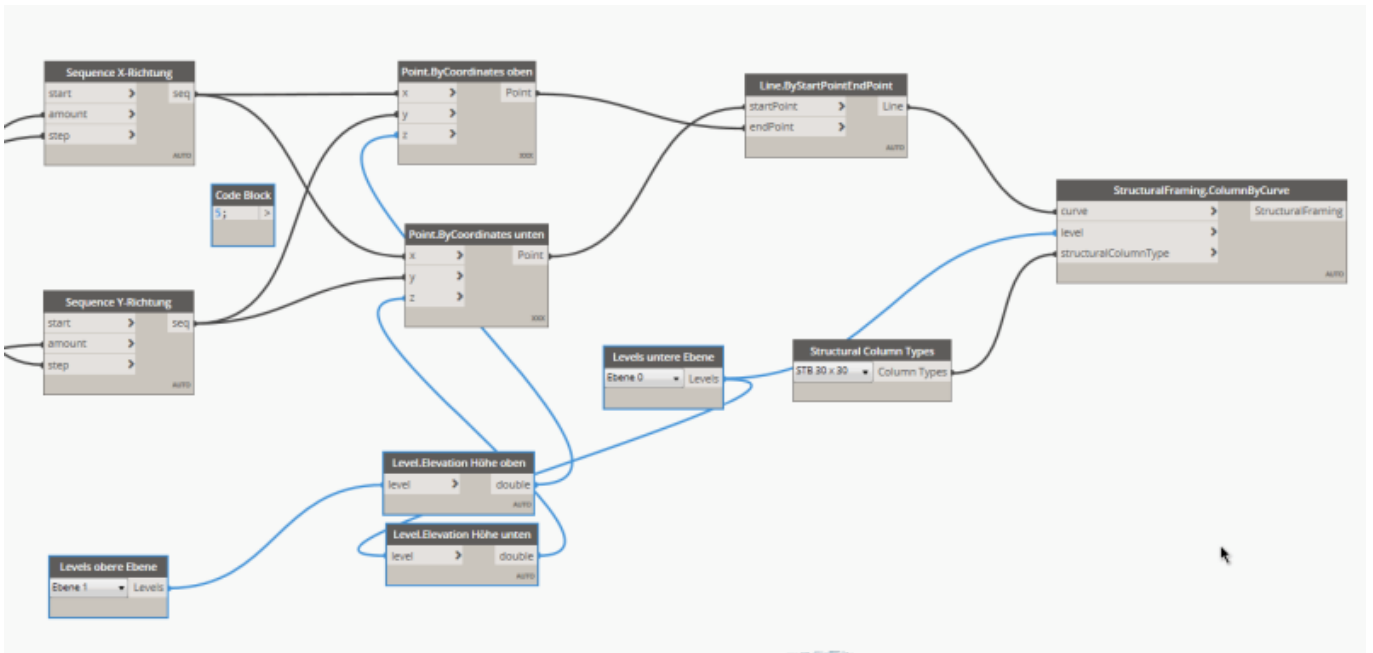 Sequence X-Richtung
start > seq
amount >
step >
AUTO
Point.ByCoordinates oben
x > Point
y >
z >
XXX
Line.ByStartPointEndPoint
startPoint > Line
endPoint >
AUTO
Code Block
5; >
StructuralFraming.ColumnByCurve
curve > StructuralFraming
level >
structuralColumnType >
AUTO
Point.ByCoordinates unten
x > Point
y >
z >
XXX
Sequence Y-Richtung
start > seq
amount >
step >
AUTO
Levels untere Ebene
Ebene 0 Levels
Structural Column Types
STB 30 x 30 Column Types
Level.Elevation Höhe oben
level > double
AUTO
Level.Elevation Höhe unten
level > double
AUTO
Levels obere Ebene
Ebene 1 Levels